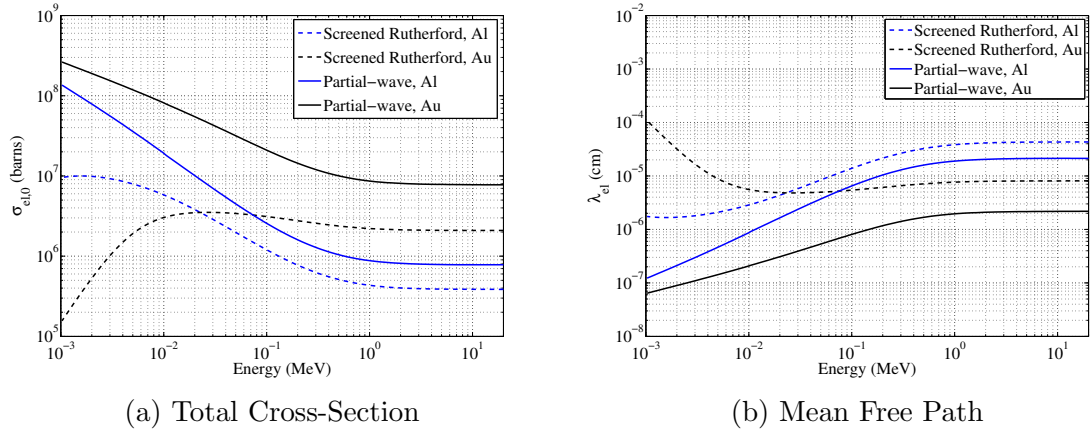 10^9
10^8
10^7
10^6
10^5
σ_el,0 (barns)
Screened Rutherford, Al
Screened Rutherford, Au
Partial−wave, Al
Partial−wave, Au
10^−3
10^−2
10^−1
10^0
10^1
Energy (MeV)
(a) Total Cross-Section
10^−2
10^−3
10^−4
10^−5
10^−6
10^−7
10^−8
λ_el (cm)
Screened Rutherford, Al
Screened Rutherford, Au
Partial−wave, Al
Partial−wave, Au
10^−3
10^−2
10^−1
10^0
10^1
Energy (MeV)
(b) Mean Free Path